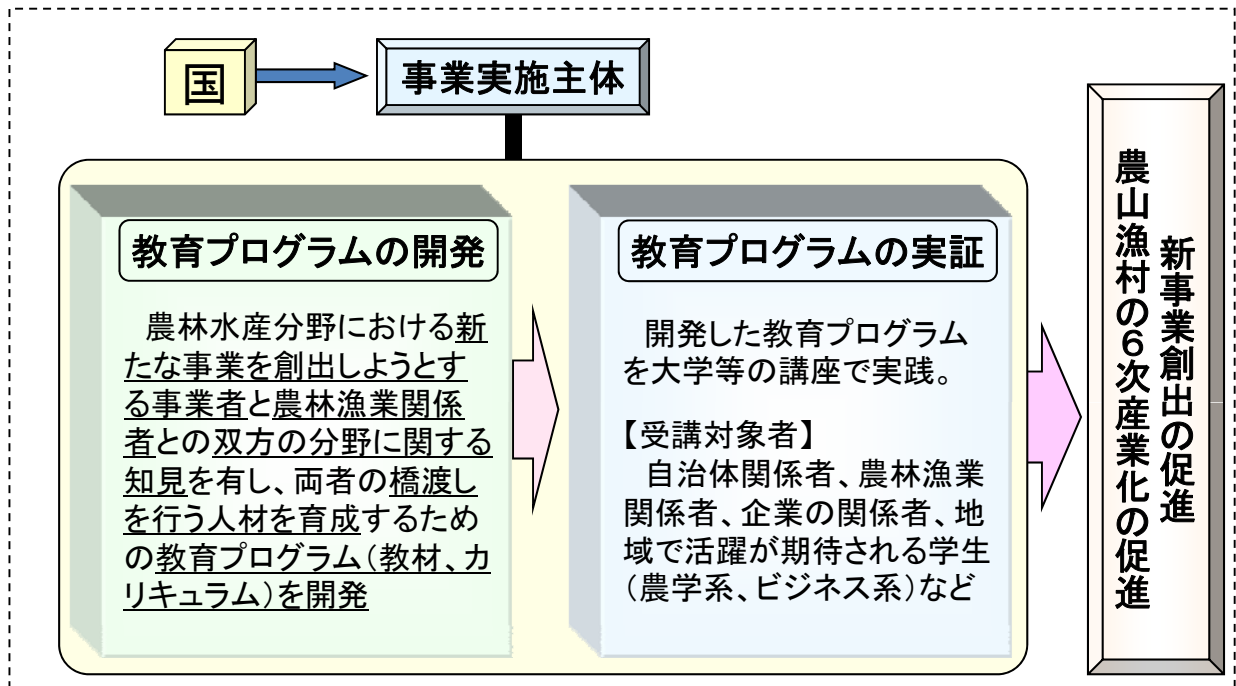 国
事業実施主体
教育プログラムの開発
農林水産分野における新
たな事業を創出しようとす
る事業者と農林漁業関係
者との双方の分野に関する
知見を有し、両者の橋渡し
を行う人材を育成するため
の教育プログラム(教材、カ
リキュラム)を開発
教育プログラムの実証
開発した教育プログラム
を大学等の講座で実践。
【受講対象者】
自治体関係者、農林漁業
関係者、企業の関係者、地
域で活躍が期待される学生
(農学系、ビジネス系)など
新事業創出の促進
農山漁村の6次産業化の促進